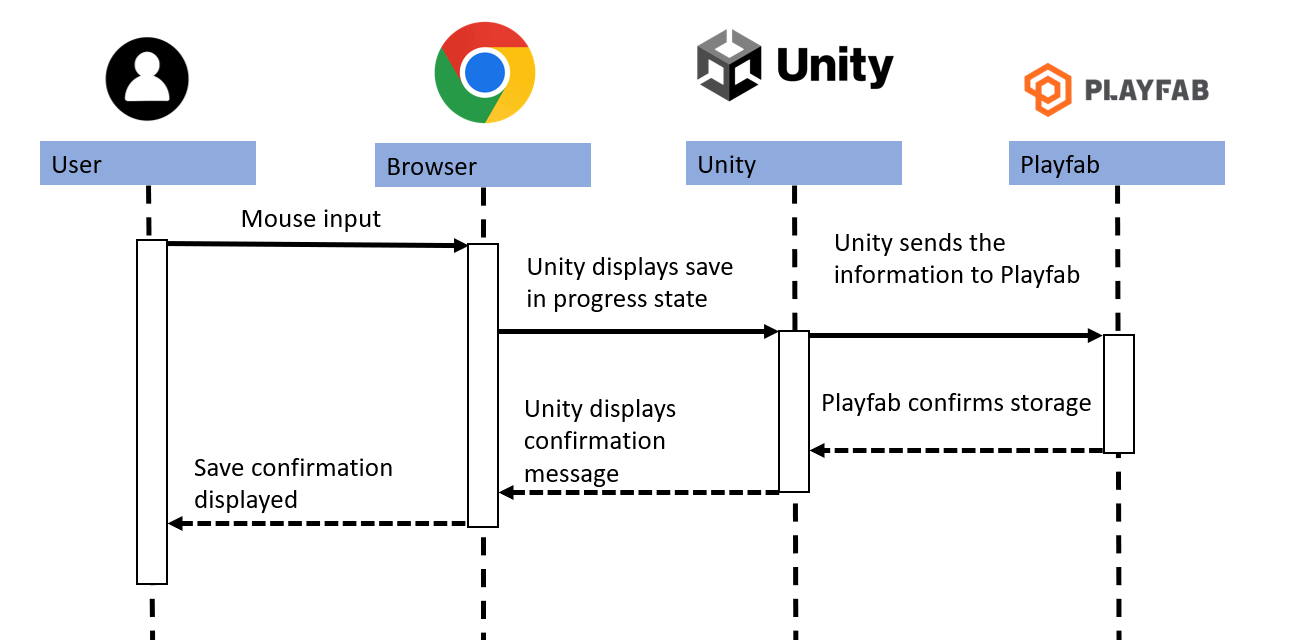 Unity
PLAYFAB
User
Browser
Unity
Playfab
Mouse input
Unity displays save
in progress state
Unity sends the
information to Playfab
Playfab confirms storage
Unity displays
confirmation
message
Save confirmation
displayed